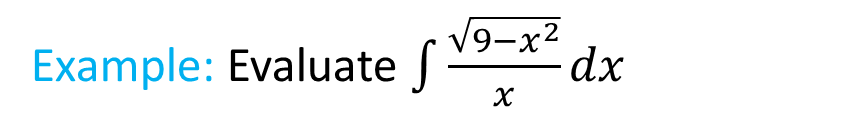 Example: Evaluate ∫ √(9−x²)/x dx